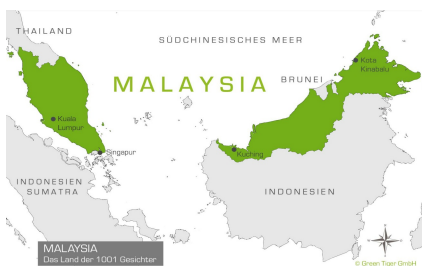 THAILAND
SÜDCHINESISCHES MEER
Kota
Kinabalu
MALAYSIA
BRUNEI
Kuala
Lumpur
Singapur
Kuching
INDONESIEN
SUMATRA
INDONESIEN
MALAYSIA
Das Land der 1001 Gesichter
© Green Tiger GmbH